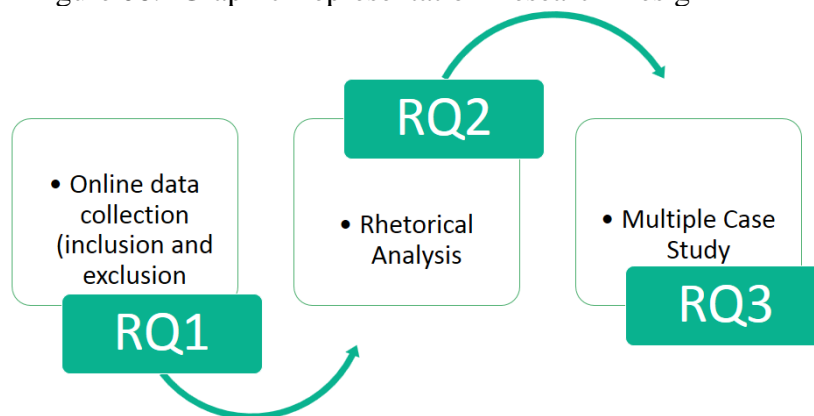 • Online data
collection
(inclusion and
exclusion
RQ1
RQ2
• Rhetorical
Analysis
• Multiple Case
Study
RQ3